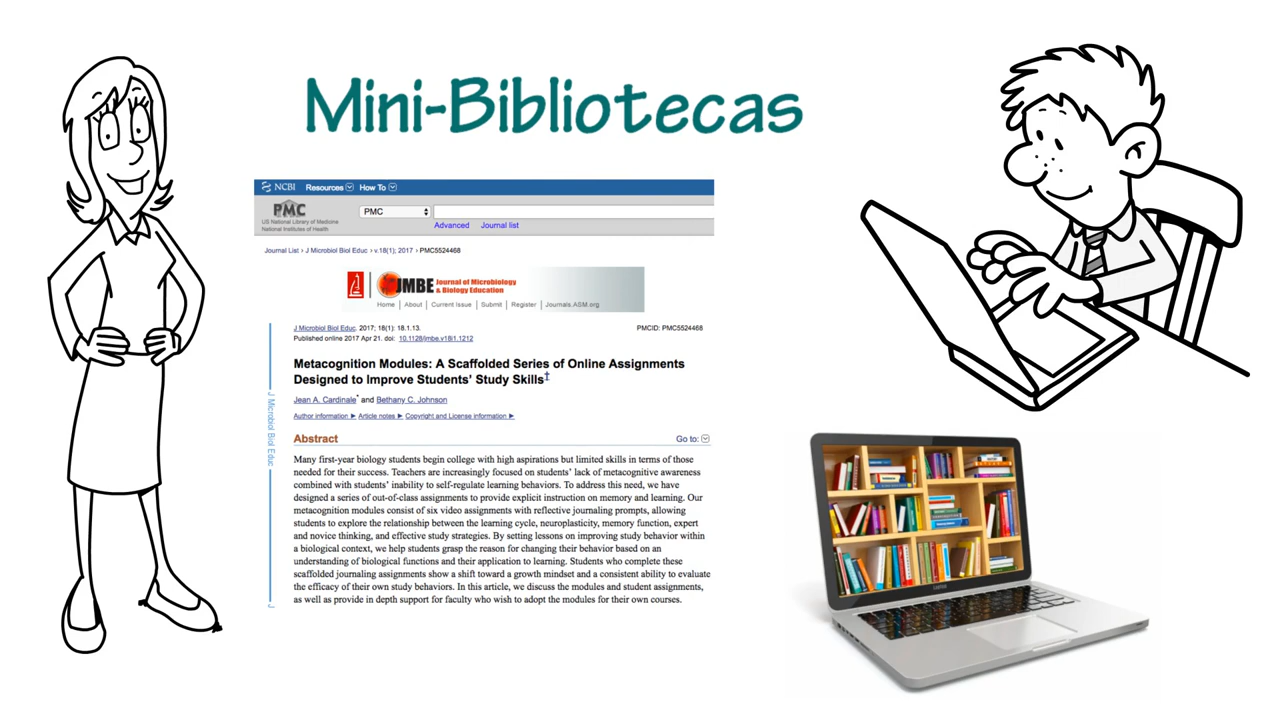 Mini-Bibliotecas
NCBI Resources How To
PMC
US National Library of Medicine
National Institutes of Health
PMC
Advanced Journal list
Journal List › J Microbiol Biol Educ › v.18(1); 2017 › PMC5524468
JMBE Journal of Microbiology
& Biology Education
Home | About | Current Issue | Submit | Register | Journals.ASM.org
J Microbiol Biol Educ. 2017; 18(1): 18.1.13. PMCID: PMC5524468
Published online 2017 Apr 21. doi: 10.1128/jmbe.v18i1.1212
Metacognition Modules: A Scaffolded Series of Online Assignments
Designed to Improve Students’ Study Skills‡
Jean A. Cardinale* and Bethany C. Johnson
Author information ► Article notes ► Copyright and License information ►
Abstract Go to:
Many first-year biology students begin college with high aspirations but limited skills in terms of those
needed for their success. Teachers are increasingly focused on students’ lack of metacognitive awareness
combined with students’ inability to self-regulate learning behaviors. To address this need, we have
designed a series of out-of-class assignments to provide explicit instruction on memory and learning. Our
metacognition modules consist of six video assignments with reflective journaling prompts, allowing
students to explore the relationship between the learning cycle, neuroplasticity, memory function, expert
and novice thinking, and effective study strategies. By setting lessons on improving study behavior within
a biological context, we help students grasp the reason for changing their behavior based on an
understanding of biological functions and their application to learning. Students who complete these
scaffolded journaling assignments show a shift toward a growth mindset and a consistent ability to evaluate
the efficacy of their own study behaviors. In this article, we discuss the modules and student assignments,
as well as provide in depth support for faculty who wish to adopt the modules for their own courses.
J Microbiol Biol Educ
J